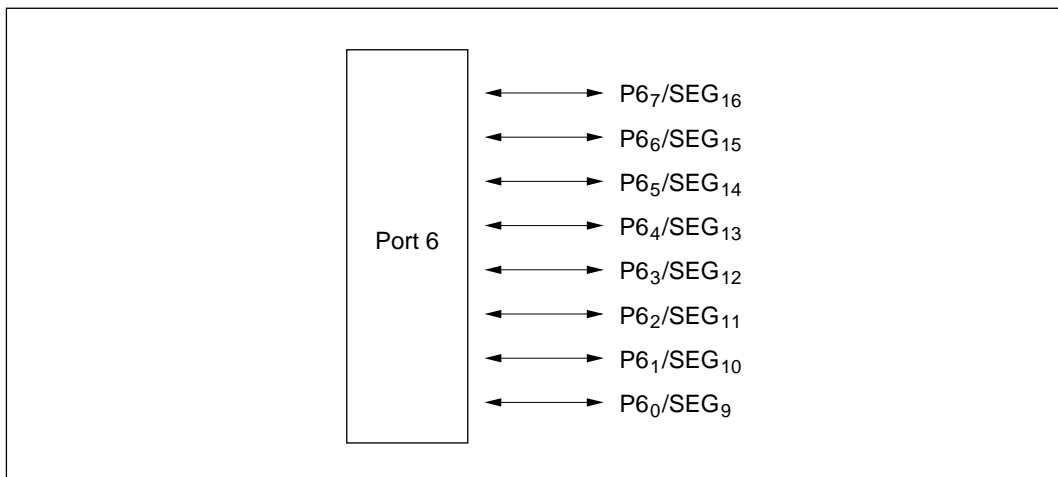 P6₇/SEG₁₆
P6₆/SEG₁₅
P6₅/SEG₁₄
Port 6
P6₄/SEG₁₃
P6₃/SEG₁₂
P6₂/SEG₁₁
P6₁/SEG₁₀
P6₀/SEG₉